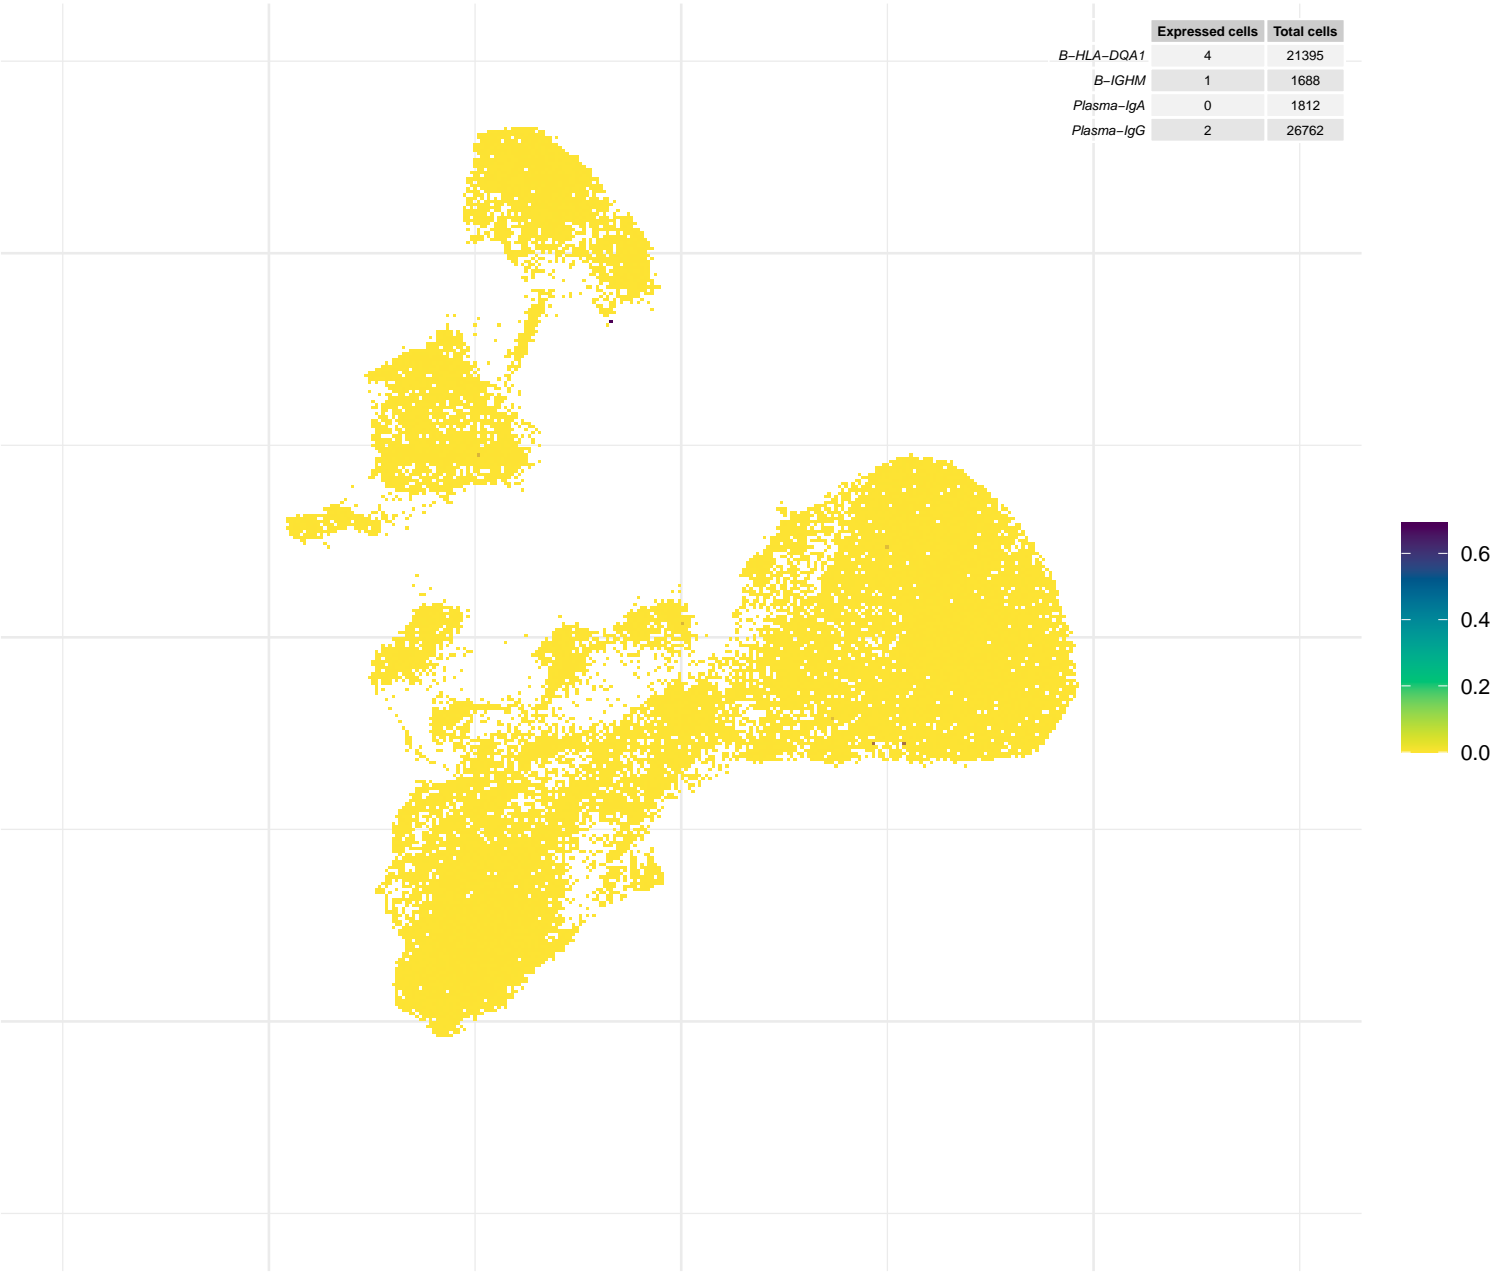 Expressed cells Total cells
B−HLA−DQA1 4 21395
B−IGHM 1 1688
Plasma−IgA 0 1812
Plasma−IgG 2 26762
0.6
0.4
0.2
0.0